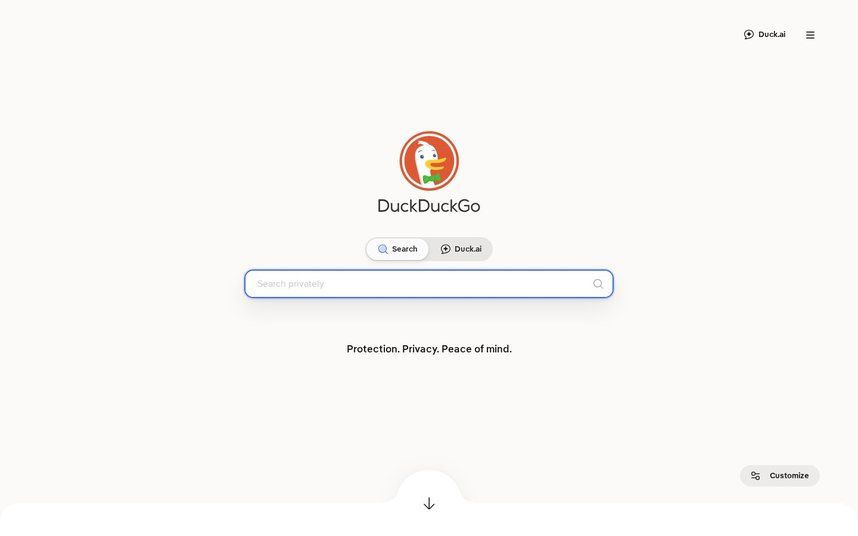 Duck.ai
DuckDuckGo
Search
Duck.ai
Search privately
Protection. Privacy. Peace of mind.
Customize